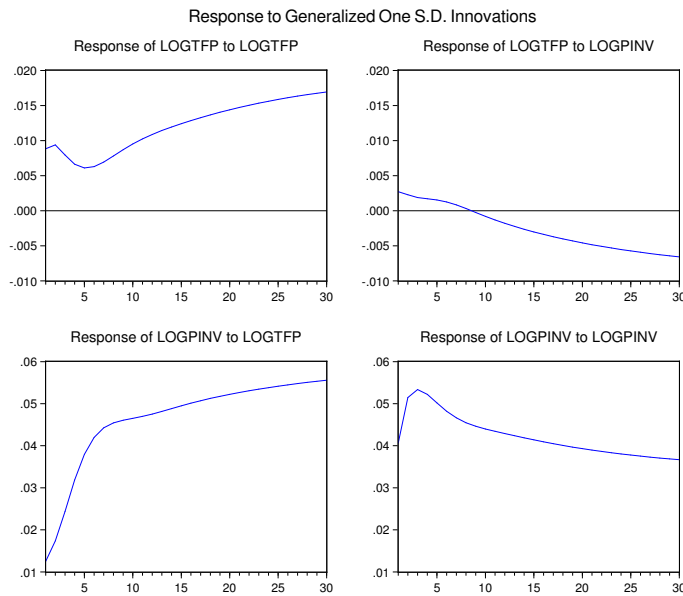 Response to Generalized One S.D. Innovations
Response of LOGTFP to LOGTFP
.020
.015
.010
.005
.000
-.005
-.010
5 10 15 20 25 30
Response of LOGTFP to LOGPINV
.020
.015
.010
.005
.000
-.005
-.010
5 10 15 20 25 30
Response of LOGPINV to LOGTFP
.06
.05
.04
.03
.02
.01
5 10 15 20 25 30
Response of LOGPINV to LOGPINV
.06
.05
.04
.03
.02
.01
5 10 15 20 25 30